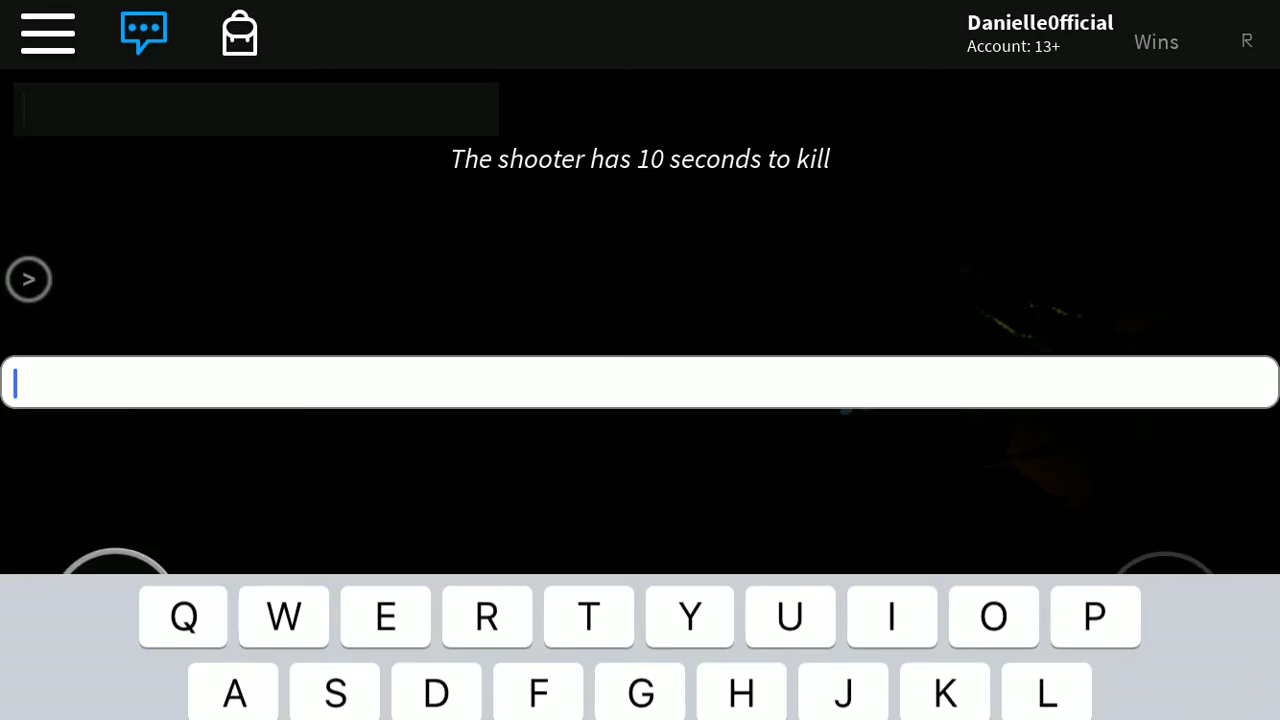 Danielle0fficial
Account: 13+
Wins
R
The shooter has 10 seconds to kill
>
Q W E R T Y U I O P
A S D F G H J K L